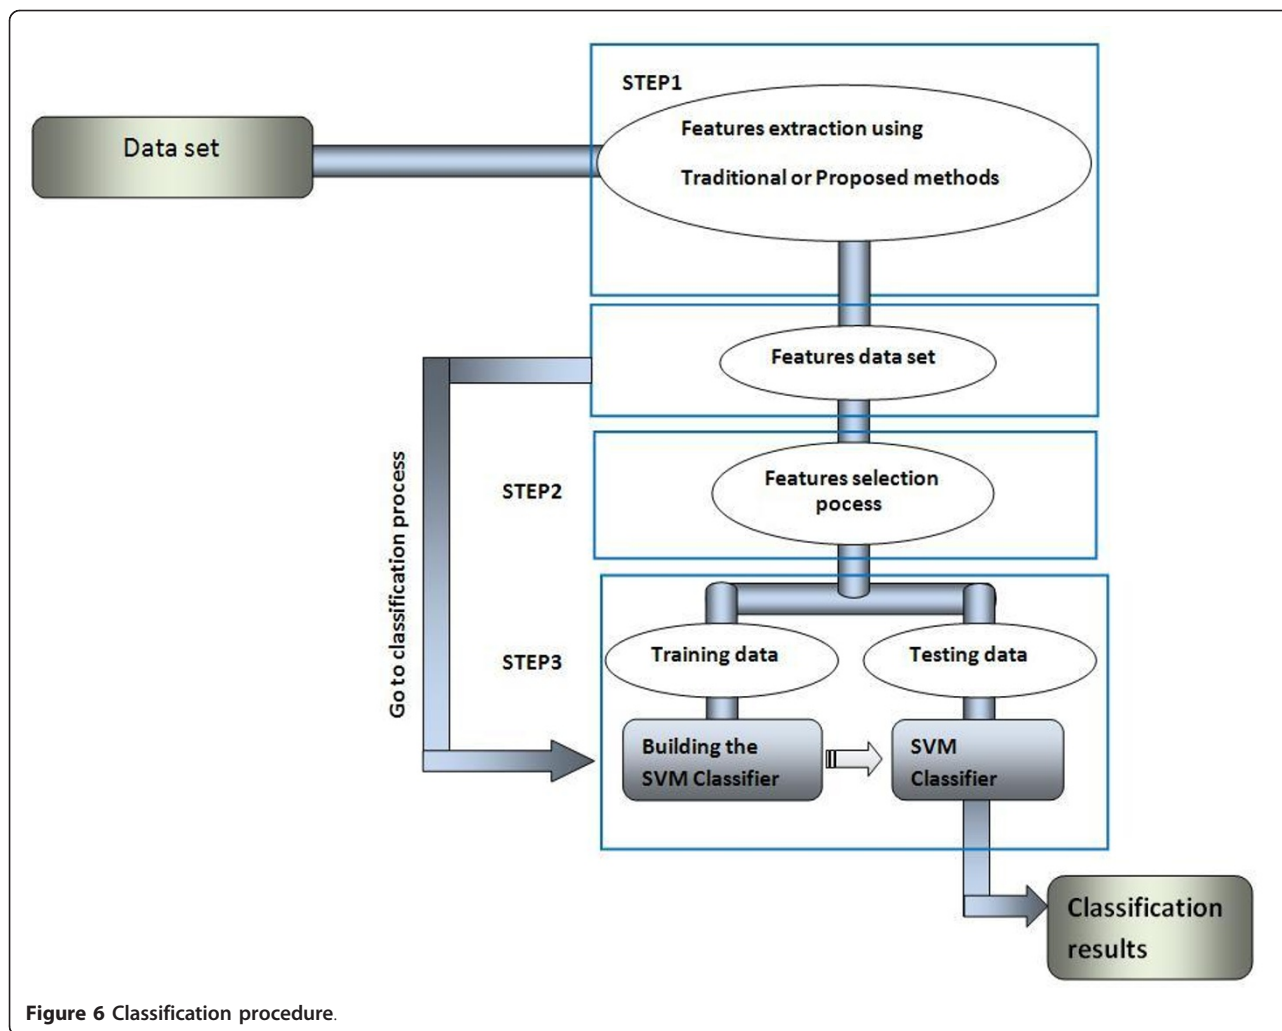 STEP1
Data set
Features extraction using
Traditional or Proposed methods
Features data set
Go to classification process
STEP2
Features selection
pocess
STEP3
Training data
Testing data
Building the
SVM Classifier
SVM
Classifier
Classification
results
Figure 6 Classification procedure.